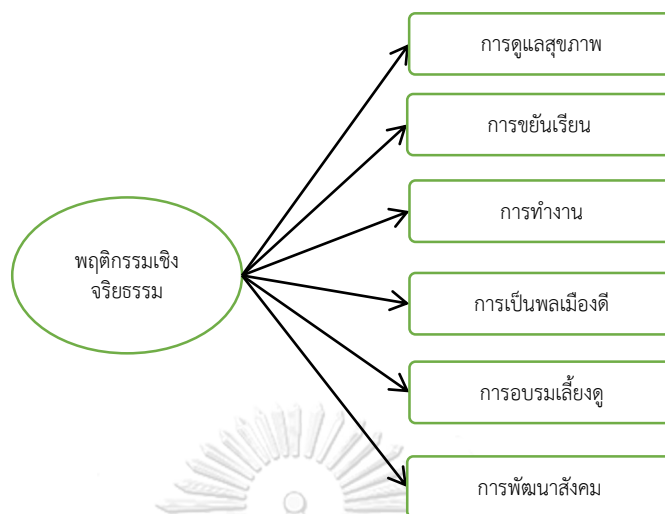 การดูแลสุขภาพ
การขยันเรียน
การทำงาน
พฤติกรรมเชิง
จริยธรรม
การเป็นพลเมืองดี
การอบรมเลี้ยงดู
การพัฒนาสังคม